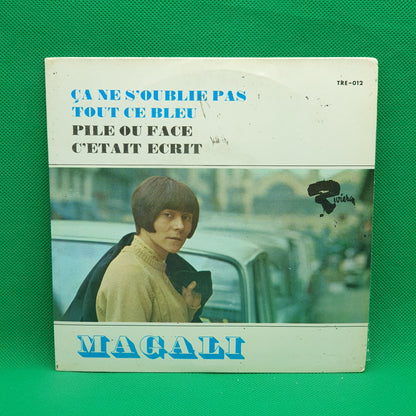 TRE-012
ÇA NE S'OUBLIE PAS
TOUT CE BLEU
PILE OU FACE
C'ETAIT ECRIT
Riviera
MAGALI